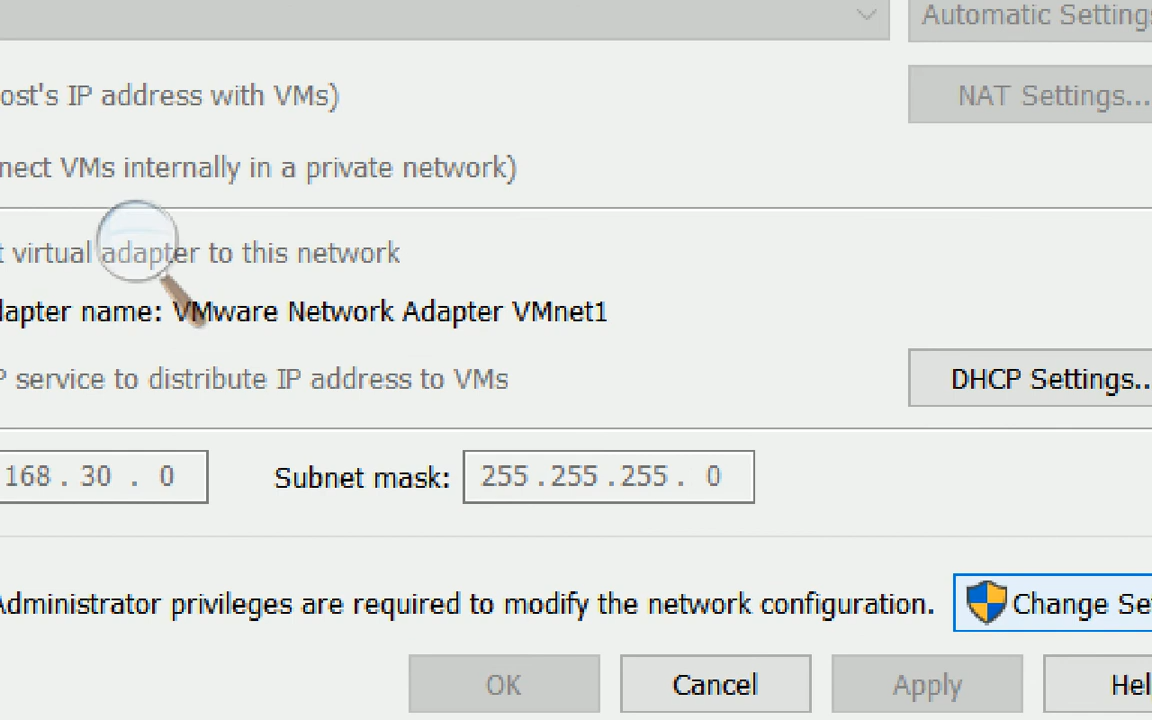 Automatic Settings
ost's IP address with VMs)
NAT Settings...
nect VMs internally in a private network)
t virtual adapter to this network
dapter name: VMware Network Adapter VMnet1
P service to distribute IP address to VMs
DHCP Settings..
168 . 30 . 0 Subnet mask: 255 .255 .255 . 0
Administrator privileges are required to modify the network configuration. Change Se
OK Cancel Apply Hel